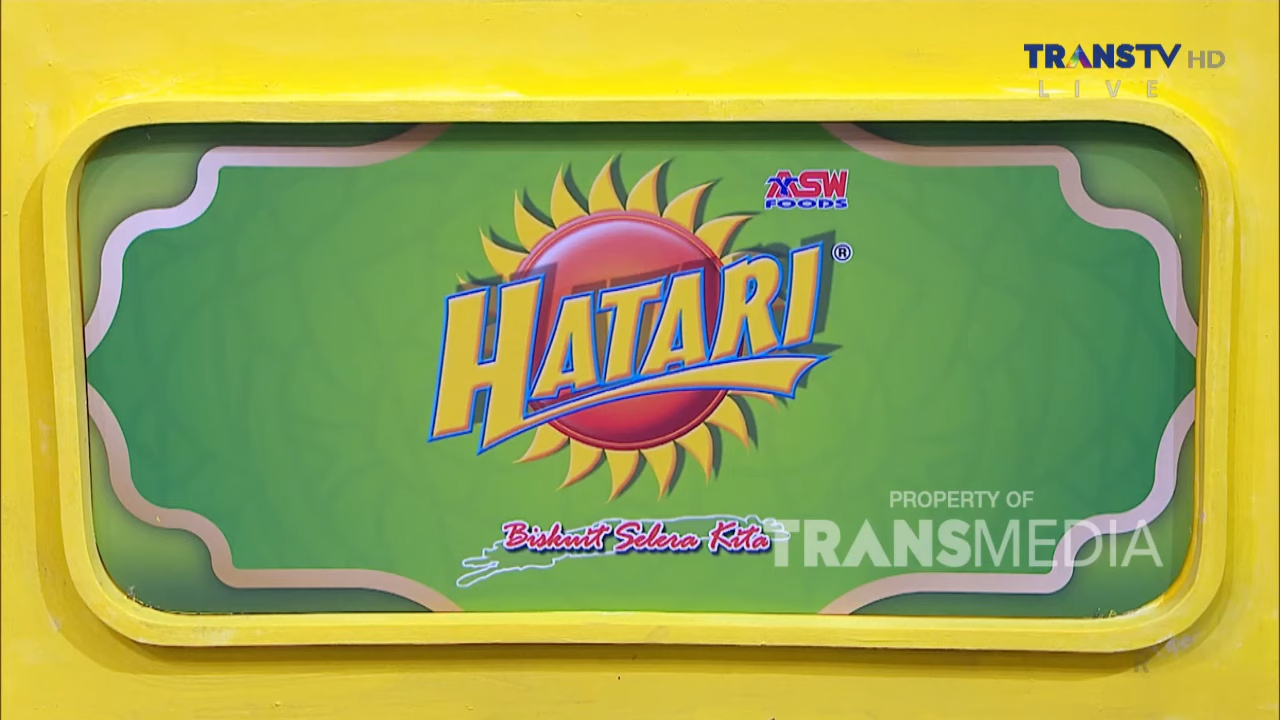 TRANSTV HD
LIVE
ASW
FOODS
HATARI®
Biskuit Selera Kita
PROPERTY OF
TRANSMEDIA